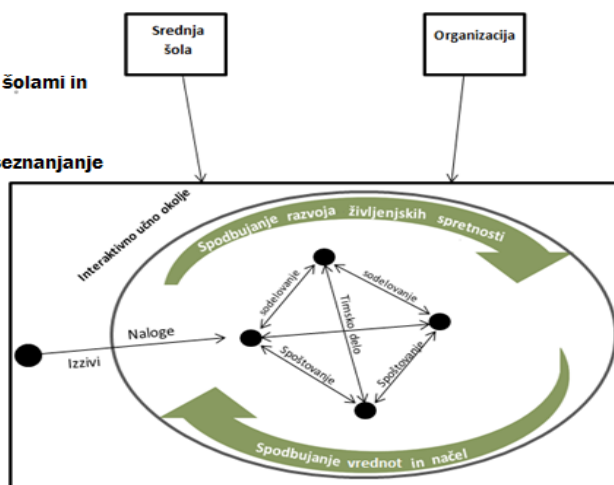 Srednja
šola
Organizacija
šolami in
seznanjanje
Interaktivno učno okolje
Spodbujanje razvoja življenjskih spretnosti
sodelovanje
sodelovanje
Timsko delo
Naloge
Izzivi
Spoštovanje
Spoštovanje
Spodbujanje vrednot in načel